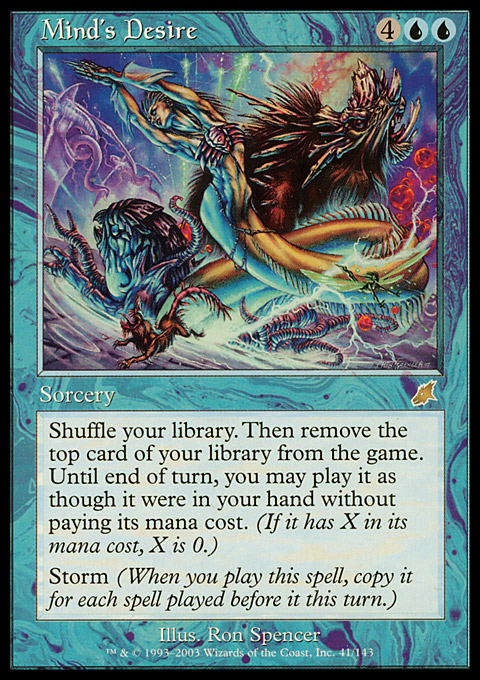 Mind's Desire 4
Sorcery
Shuffle your library. Then remove the
top card of your library from the game.
Until end of turn, you may play it as
though it were in your hand without
paying its mana cost. (If it has X in its
mana cost, X is 0.)
Storm (When you play this spell, copy it
for each spell played before it this turn.)
Illus. Ron Spencer
™ & © 1993–2003 Wizards of the Coast, Inc. 41/143